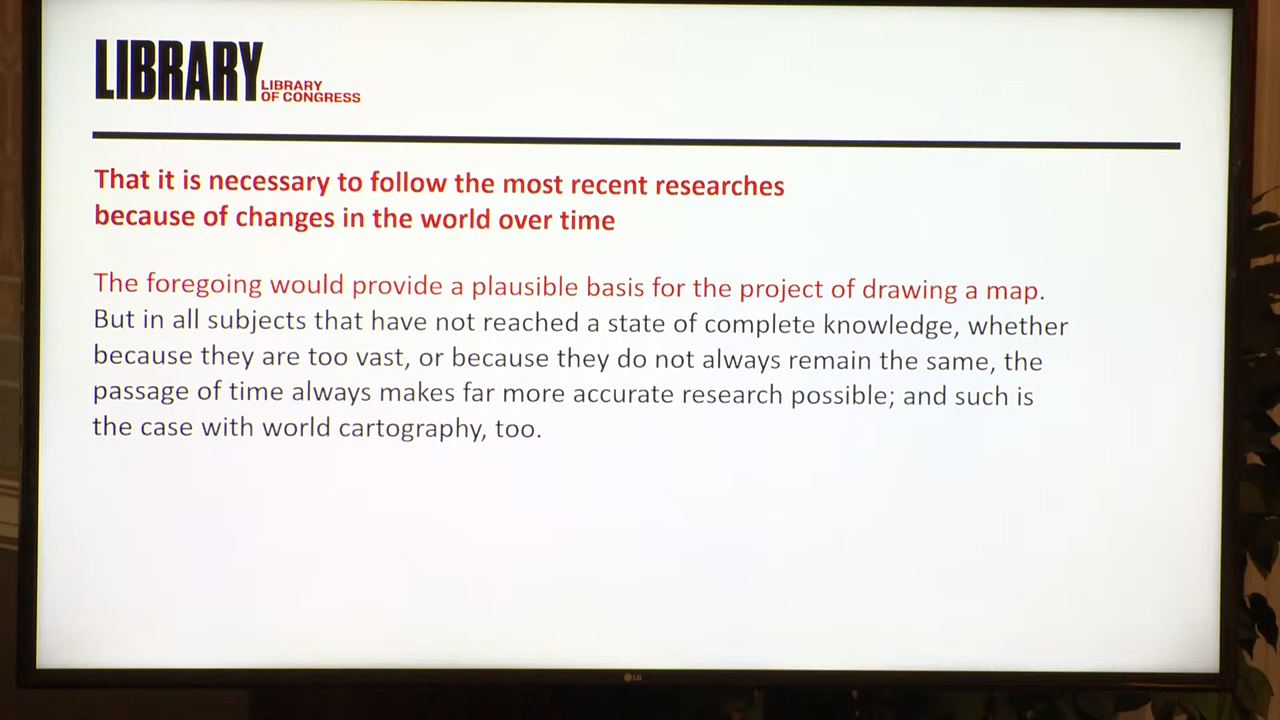 LIBRARY
LIBRARY
OF CONGRESS
That it is necessary to follow the most recent researches
because of changes in the world over time
The foregoing would provide a plausible basis for the project of drawing a map.
But in all subjects that have not reached a state of complete knowledge, whether
because they are too vast, or because they do not always remain the same, the
passage of time always makes far more accurate research possible; and such is
the case with world cartography, too.
LG